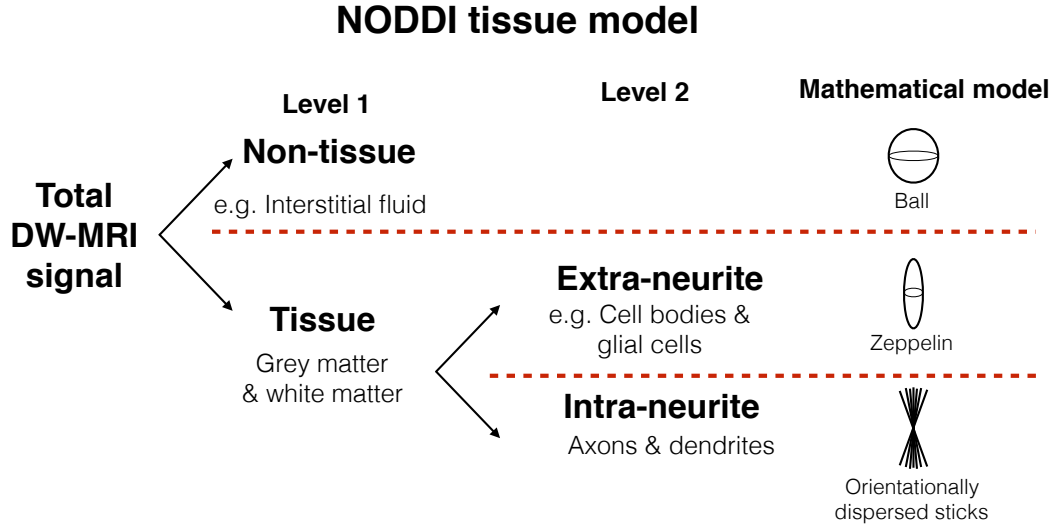 NODDI tissue model
Level 1
Level 2
Mathematical model
Total
DW-MRI
signal
Non-tissue
e.g. Interstitial fluid
Ball
Tissue
Grey matter
& white matter
Extra-neurite
e.g. Cell bodies &
glial cells
Zeppelin
Intra-neurite
Axons & dendrites
Orientationally
dispersed sticks